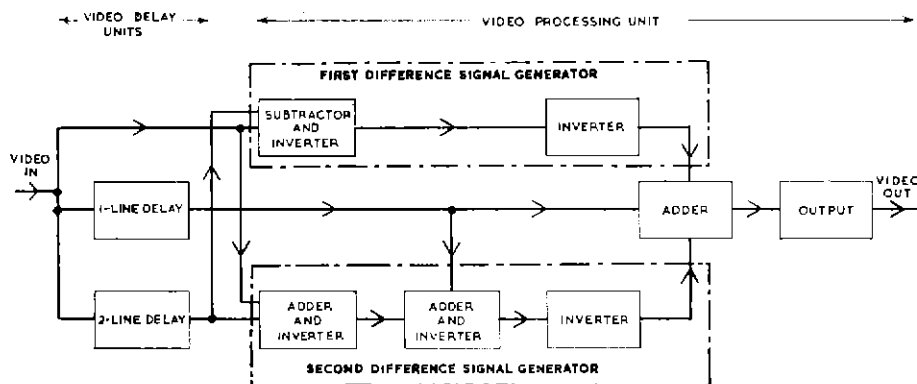 VIDEO DELAY
UNITS
VIDEO PROCESSING UNIT
FIRST DIFFERENCE SIGNAL GENERATOR
SUBTRACTOR
AND
INVERTER
INVERTER
VIDEO
IN
1-LINE DELAY
ADDER
OUTPUT
VIDEO
OUT
2-LINE DELAY
ADDER
AND
INVERTER
ADDER
AND
INVERTER
INVERTER
SECOND DIFFERENCE SIGNAL GENERATOR